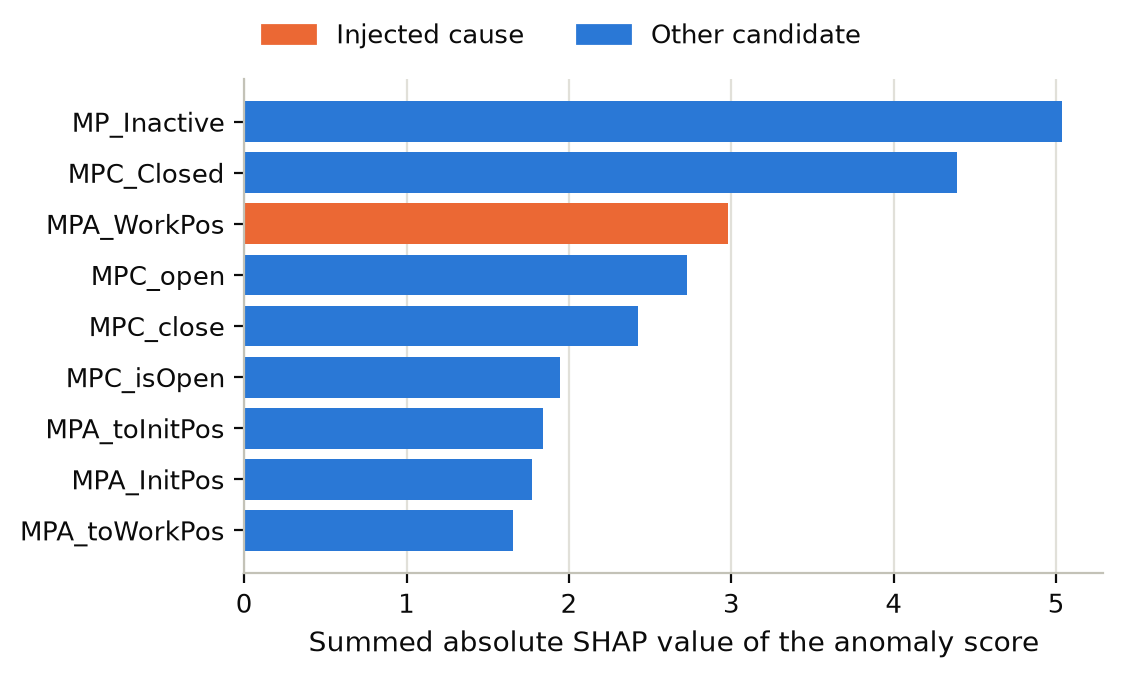 Injected cause
Other candidate
MP_Inactive
MPC_Closed
MPA_WorkPos
MPC_open
MPC_close
MPC_isOpen
MPA_toInitPos
MPA_InitPos
MPA_toWorkPos
0 1 2 3 4 5
Summed absolute SHAP value of the anomaly score